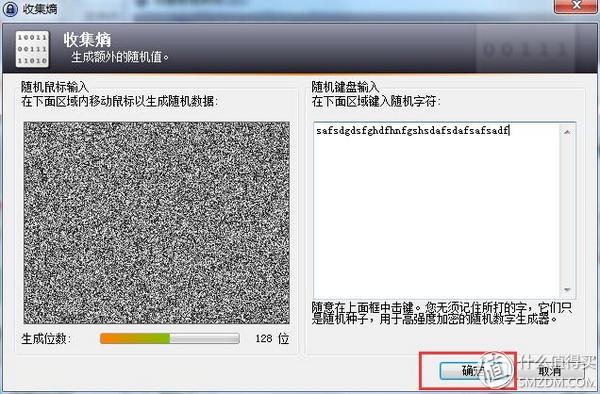 收集熵
10011
00111
11010
收集熵
生成额外的随机值。
00111
随机鼠标输入
在下面区域内移动鼠标以生成随机数据:
随机键盘输入
在下面区域键入随机字符:
safsdgdsfghdfhnfgshsdafsdafsafsadf
随意在上面框中击键。您无须记住所打的字，它们只
是随机种子，用于高强度加密的随机数字生成器。
生成位数:
128 位
确定
取消
值 什么值得买
SMZDM.COM